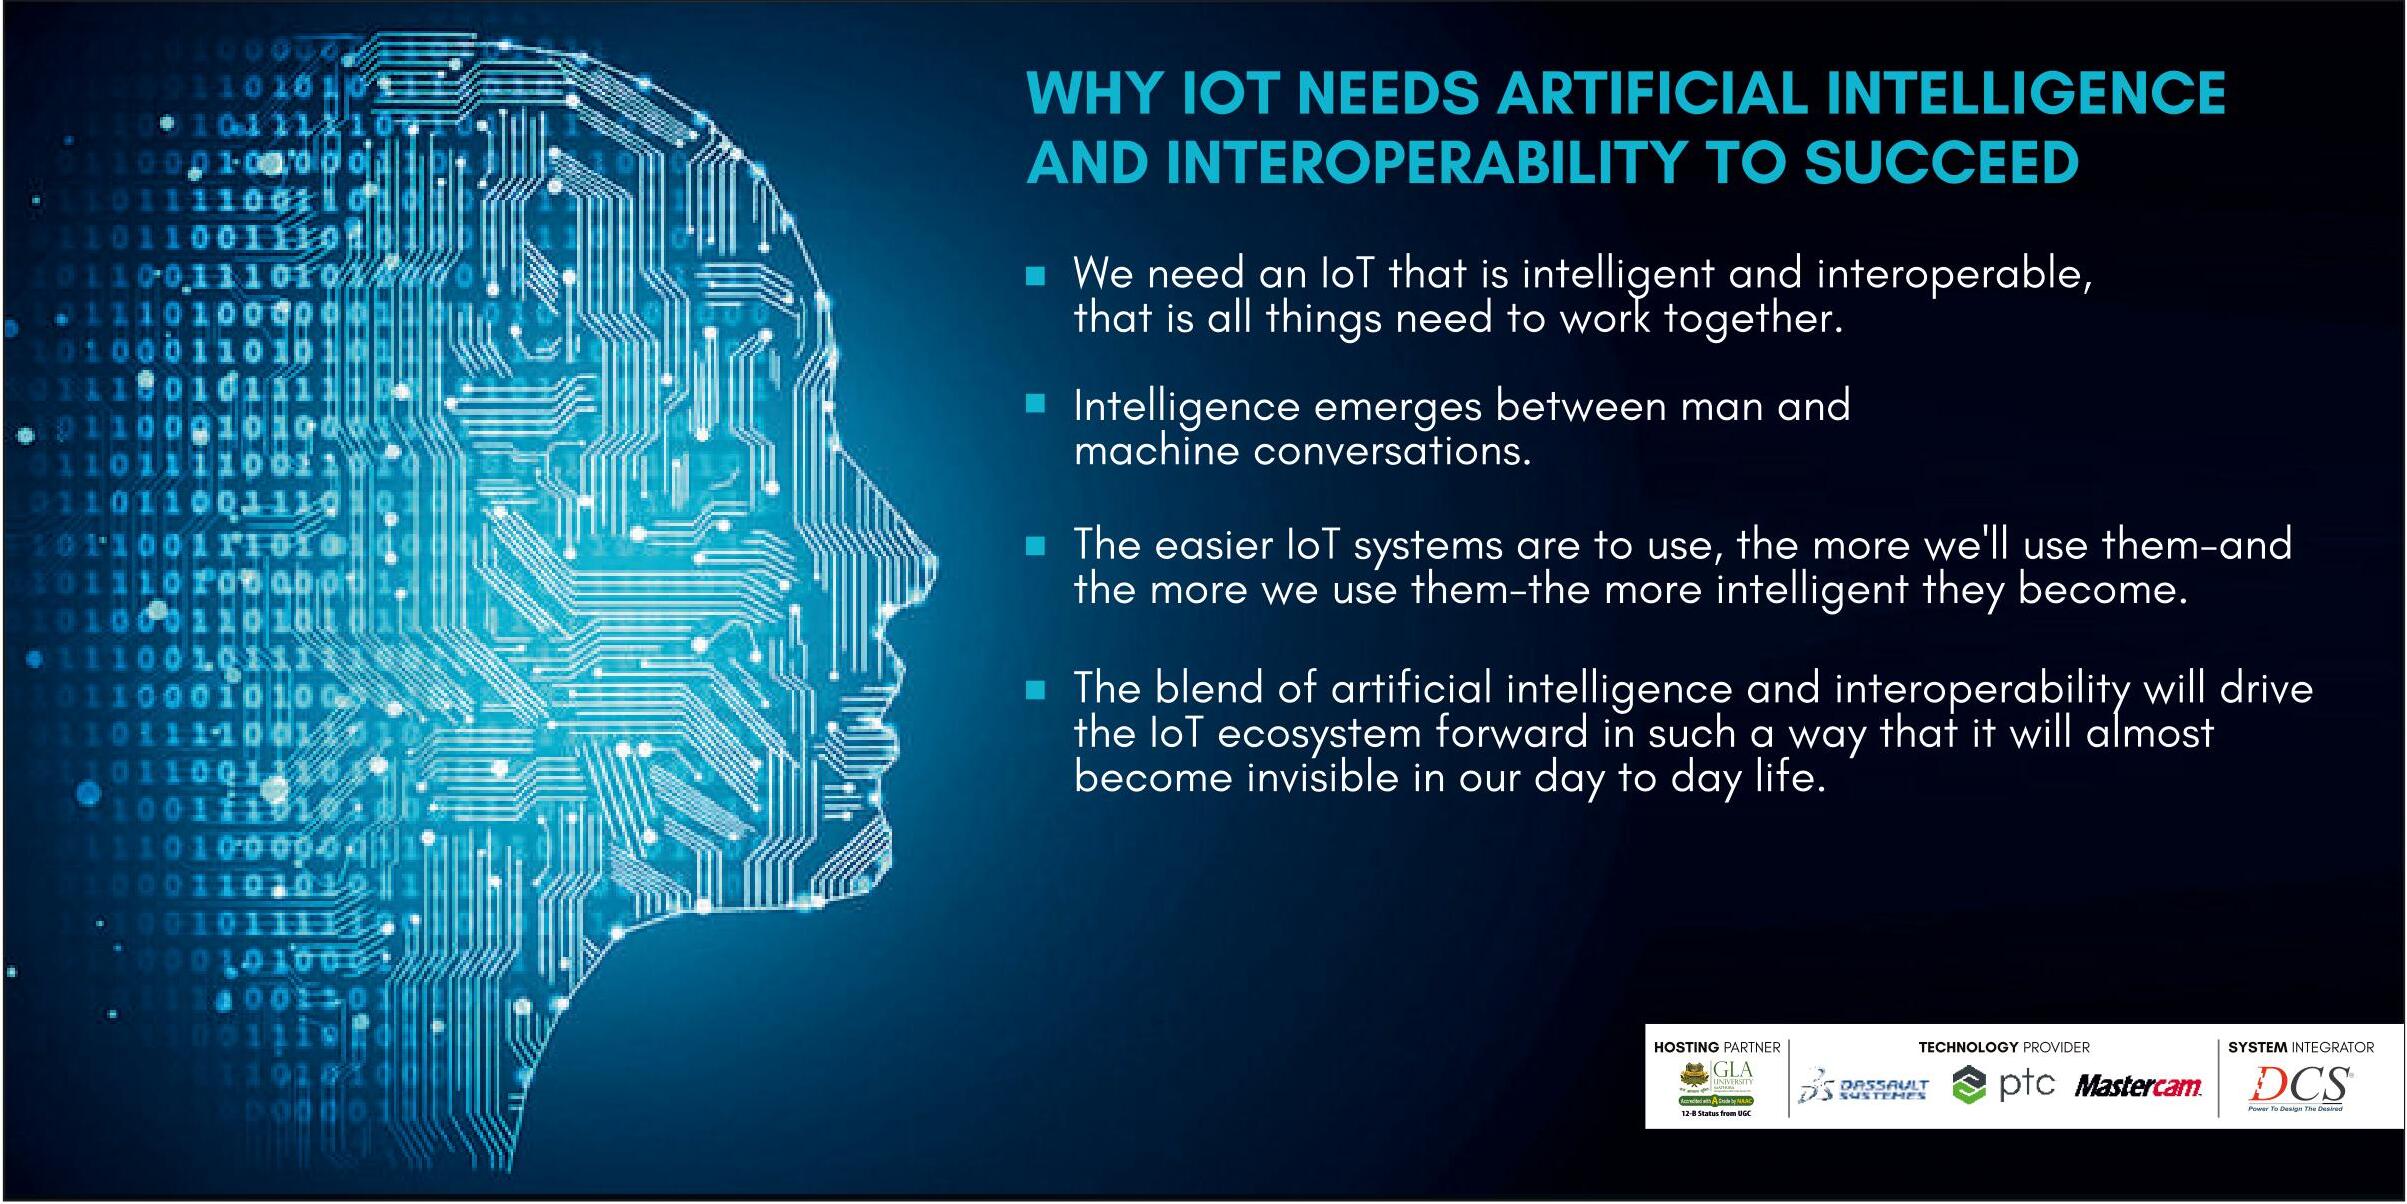 WHY IOT NEEDS ARTIFICIAL INTELLIGENCE
AND INTEROPERABILITY TO SUCCEED
We need an IoT that is intelligent and interoperable,
that is all things need to work together.
Intelligence emerges between man and
machine conversations.
The easier IoT systems are to use, the more we'll use them-and
the more we use them-the more intelligent they become.
The blend of artificial intelligence and interoperability will drive
the IoT ecosystem forward in such a way that it will almost
become invisible in our day to day life.
HOSTING PARTNER
GLA
UNIVERSITY
MATHURA
Accredited with A Grade by NAAC
12-B Status from UGC
TECHNOLOGY PROVIDER
DASSAULT
SYSTEMES
ptc
Mastercam
SYSTEM INTEGRATOR
DCS
Power To Design The Desired